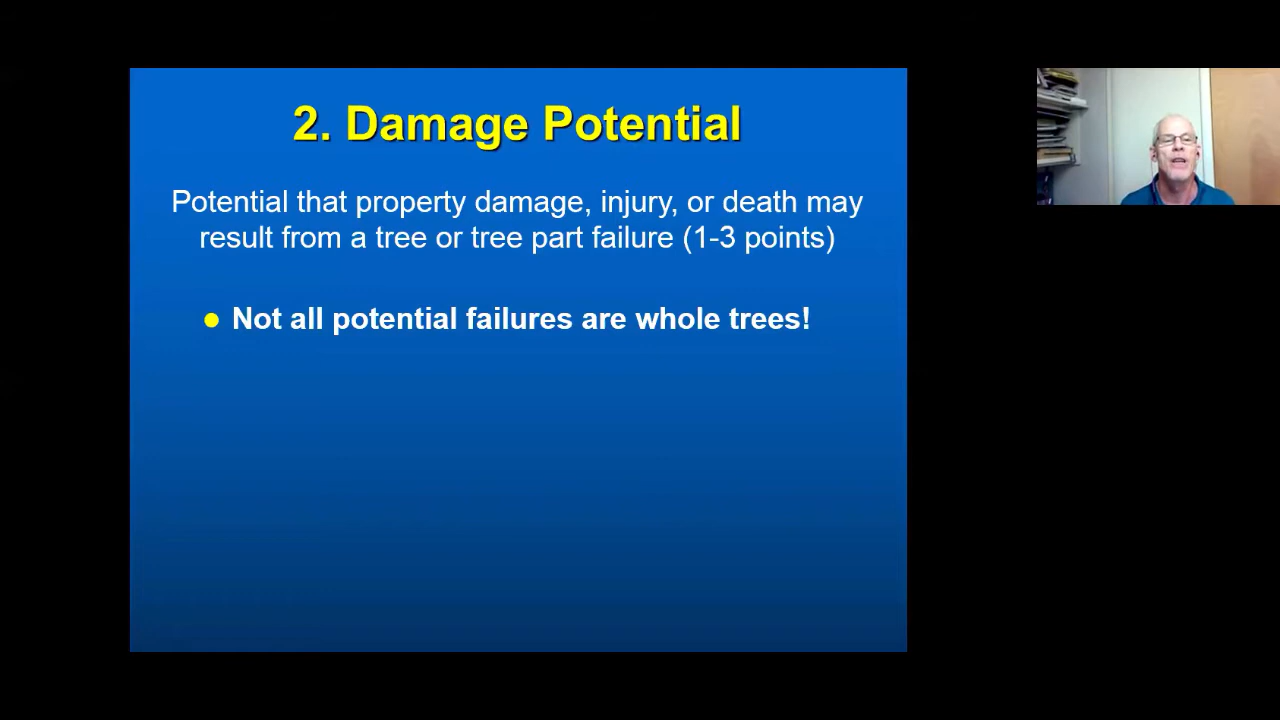 2. Damage Potential
Potential that property damage, injury, or death may
result from a tree or tree part failure (1-3 points)
Not all potential failures are whole trees!